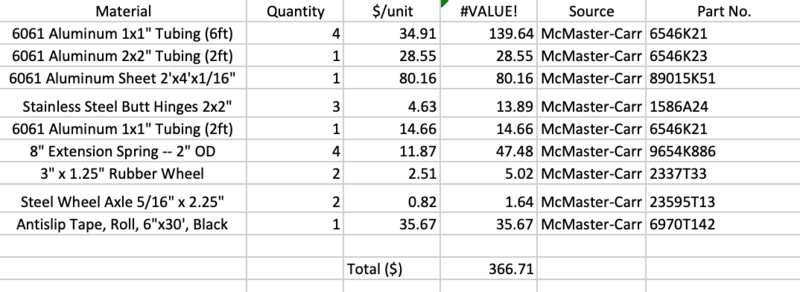 Material Quantity $/unit #VALUE! Source Part No.
6061 Aluminum 1x1" Tubing (6ft) 4 34.91 139.64 McMaster-Carr 6546K21
6061 Aluminum 2x2" Tubing (2ft) 1 28.55 28.55 McMaster-Carr 6546K23
6061 Aluminum Sheet 2'x4'x1/16" 1 80.16 80.16 McMaster-Carr 89015K51
Stainless Steel Butt Hinges 2x2" 3 4.63 13.89 McMaster-Carr 1586A24
6061 Aluminum 1x1" Tubing (2ft) 1 14.66 14.66 McMaster-Carr 6546K21
8" Extension Spring -- 2" OD 4 11.87 47.48 McMaster-Carr 9654K886
3" x 1.25" Rubber Wheel 2 2.51 5.02 McMaster-Carr 2337T33
Steel Wheel Axle 5/16" x 2.25" 2 0.82 1.64 McMaster-Carr 23595T13
Antislip Tape, Roll, 6"x30', Black 1 35.67 35.67 McMaster-Carr 6970T142
Total ($) 366.71